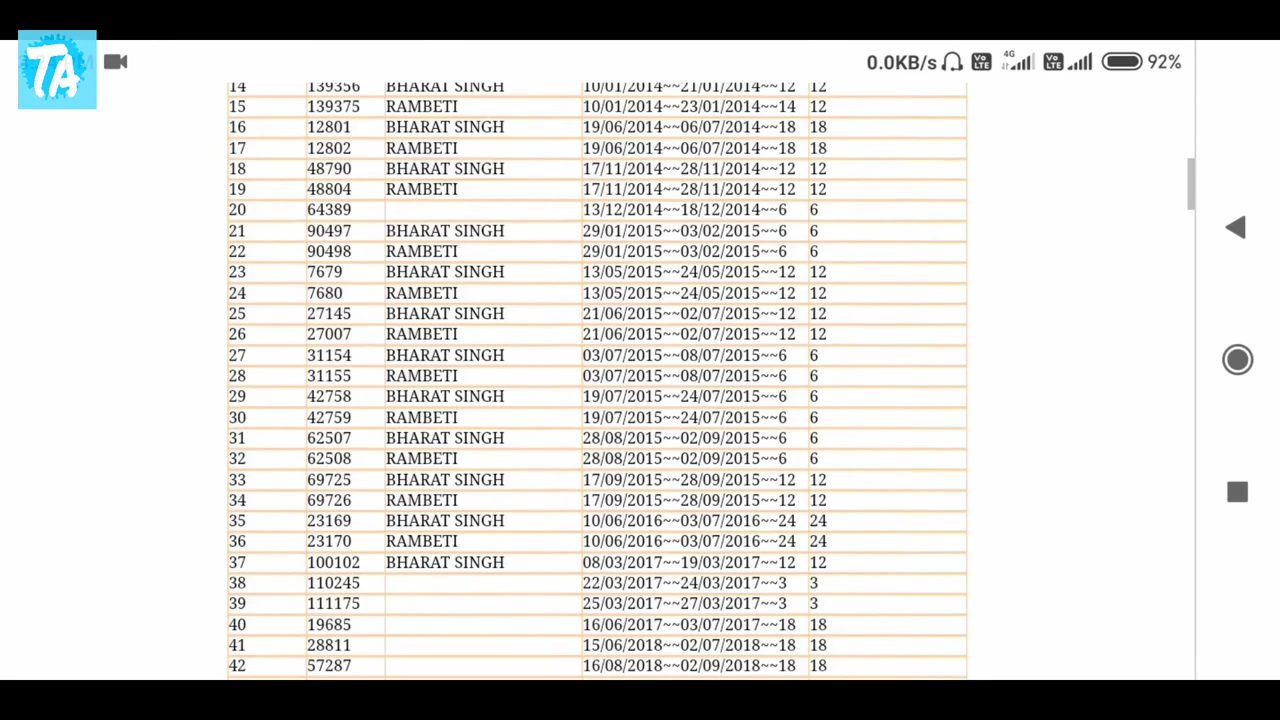 TA
0.0KB/s 4G Vo LTE Vo LTE 92%
14 139356 BHARAT SINGH 10/01/2014~~21/01/2014~~12 12
15 139375 RAMBETI 10/01/2014~~23/01/2014~~14 12
16 12801 BHARAT SINGH 19/06/2014~~06/07/2014~~18 18
17 12802 RAMBETI 19/06/2014~~06/07/2014~~18 18
18 48790 BHARAT SINGH 17/11/2014~~28/11/2014~~12 12
19 48804 RAMBETI 17/11/2014~~28/11/2014~~12 12
20 64389 13/12/2014~~18/12/2014~~6 6
21 90497 BHARAT SINGH 29/01/2015~~03/02/2015~~6 6
22 90498 RAMBETI 29/01/2015~~03/02/2015~~6 6
23 7679 BHARAT SINGH 13/05/2015~~24/05/2015~~12 12
24 7680 RAMBETI 13/05/2015~~24/05/2015~~12 12
25 27145 BHARAT SINGH 21/06/2015~~02/07/2015~~12 12
26 27007 RAMBETI 21/06/2015~~02/07/2015~~12 12
27 31154 BHARAT SINGH 03/07/2015~~08/07/2015~~6 6
28 31155 RAMBETI 03/07/2015~~08/07/2015~~6 6
29 42758 BHARAT SINGH 19/07/2015~~24/07/2015~~6 6
30 42759 RAMBETI 19/07/2015~~24/07/2015~~6 6
31 62507 BHARAT SINGH 28/08/2015~~02/09/2015~~6 6
32 62508 RAMBETI 28/08/2015~~02/09/2015~~6 6
33 69725 BHARAT SINGH 17/09/2015~~28/09/2015~~12 12
34 69726 RAMBETI 17/09/2015~~28/09/2015~~12 12
35 23169 BHARAT SINGH 10/06/2016~~03/07/2016~~24 24
36 23170 RAMBETI 10/06/2016~~03/07/2016~~24 24
37 100102 BHARAT SINGH 08/03/2017~~19/03/2017~~12 12
38 110245 22/03/2017~~24/03/2017~~3 3
39 111175 25/03/2017~~27/03/2017~~3 3
40 19685 16/06/2017~~03/07/2017~~18 18
41 28811 15/06/2018~~02/07/2018~~18 18
42 57287 16/08/2018~~02/09/2018~~18 18